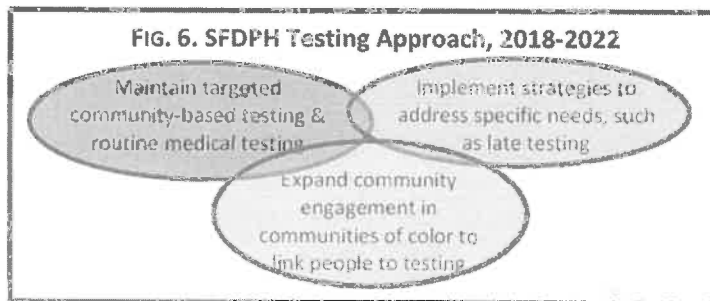 FIG. 6. SFDPH Testing Approach, 2018-2022
Maintain targeted
community-based testing &
routine medical testing
Implement strategies to
address specific needs, such
as late testing
Expand community
engagement in
communities of color to
link people to testing